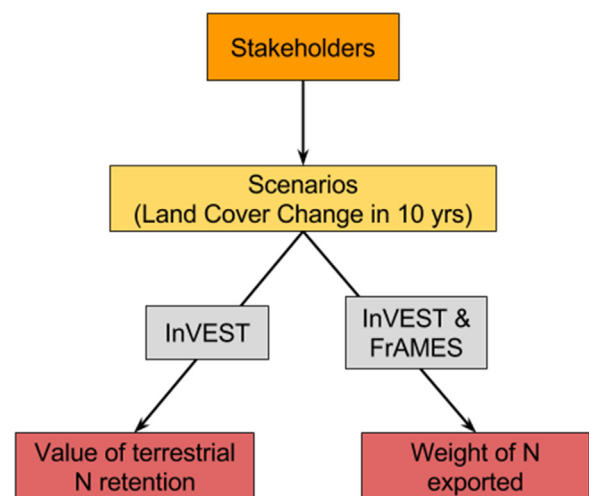 Stakeholders
Scenarios
(Land Cover Change in 10 yrs)
InVEST
InVEST &
FrAMES
Value of terrestrial
N retention
Weight of N
exported